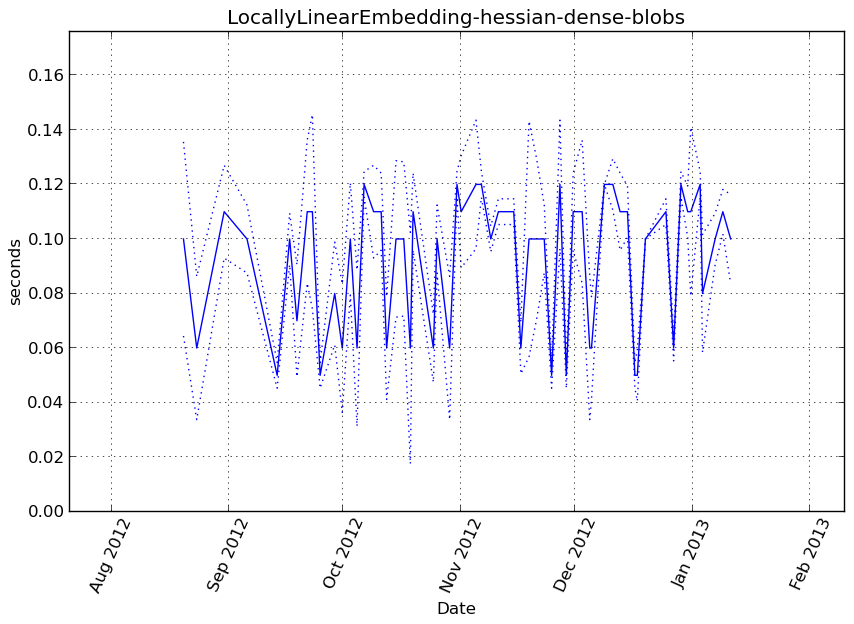 LocallyLinearEmbedding-hessian-dense-blobs
0.16
0.14
0.12
0.10
0.08
0.06
0.04
0.02
0.00
seconds
Aug 2012
Sep 2012
Oct 2012
Nov 2012
Dec 2012
Jan 2013
Feb 2013
Date